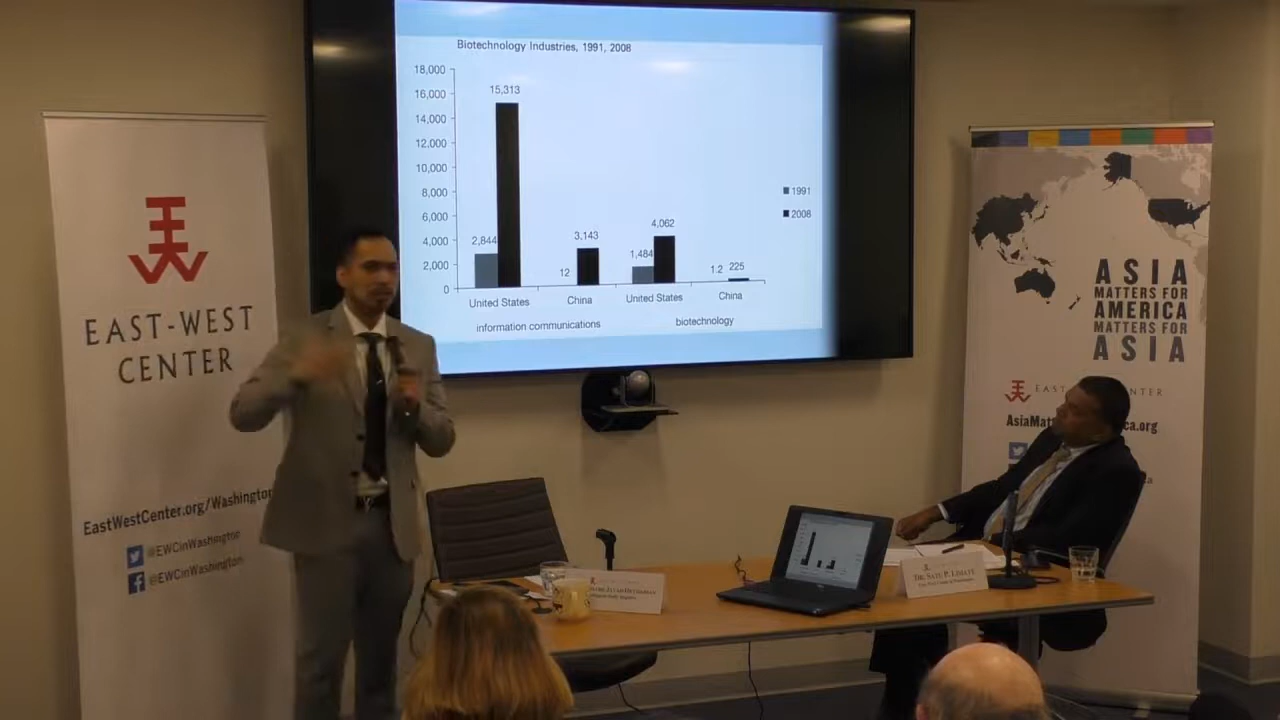 Biotechnology Industries, 1991, 2008
18,000
16,000
14,000
12,000
10,000
8,000
6,000
4,000
2,000
0
2,844
15,313
12
3,143
1,484
4,062
1.2
225
1991
2008
United States
China
United States
China
information communications
biotechnology
EAST-WEST
CENTER
EastWestCenter.org/Washington
@EWCinWashington
@EWCinWashington
ASIA
MATTERS FOR
AMERICA
MATTERS FOR
ASIA
DR. SATU P. LIMAYE